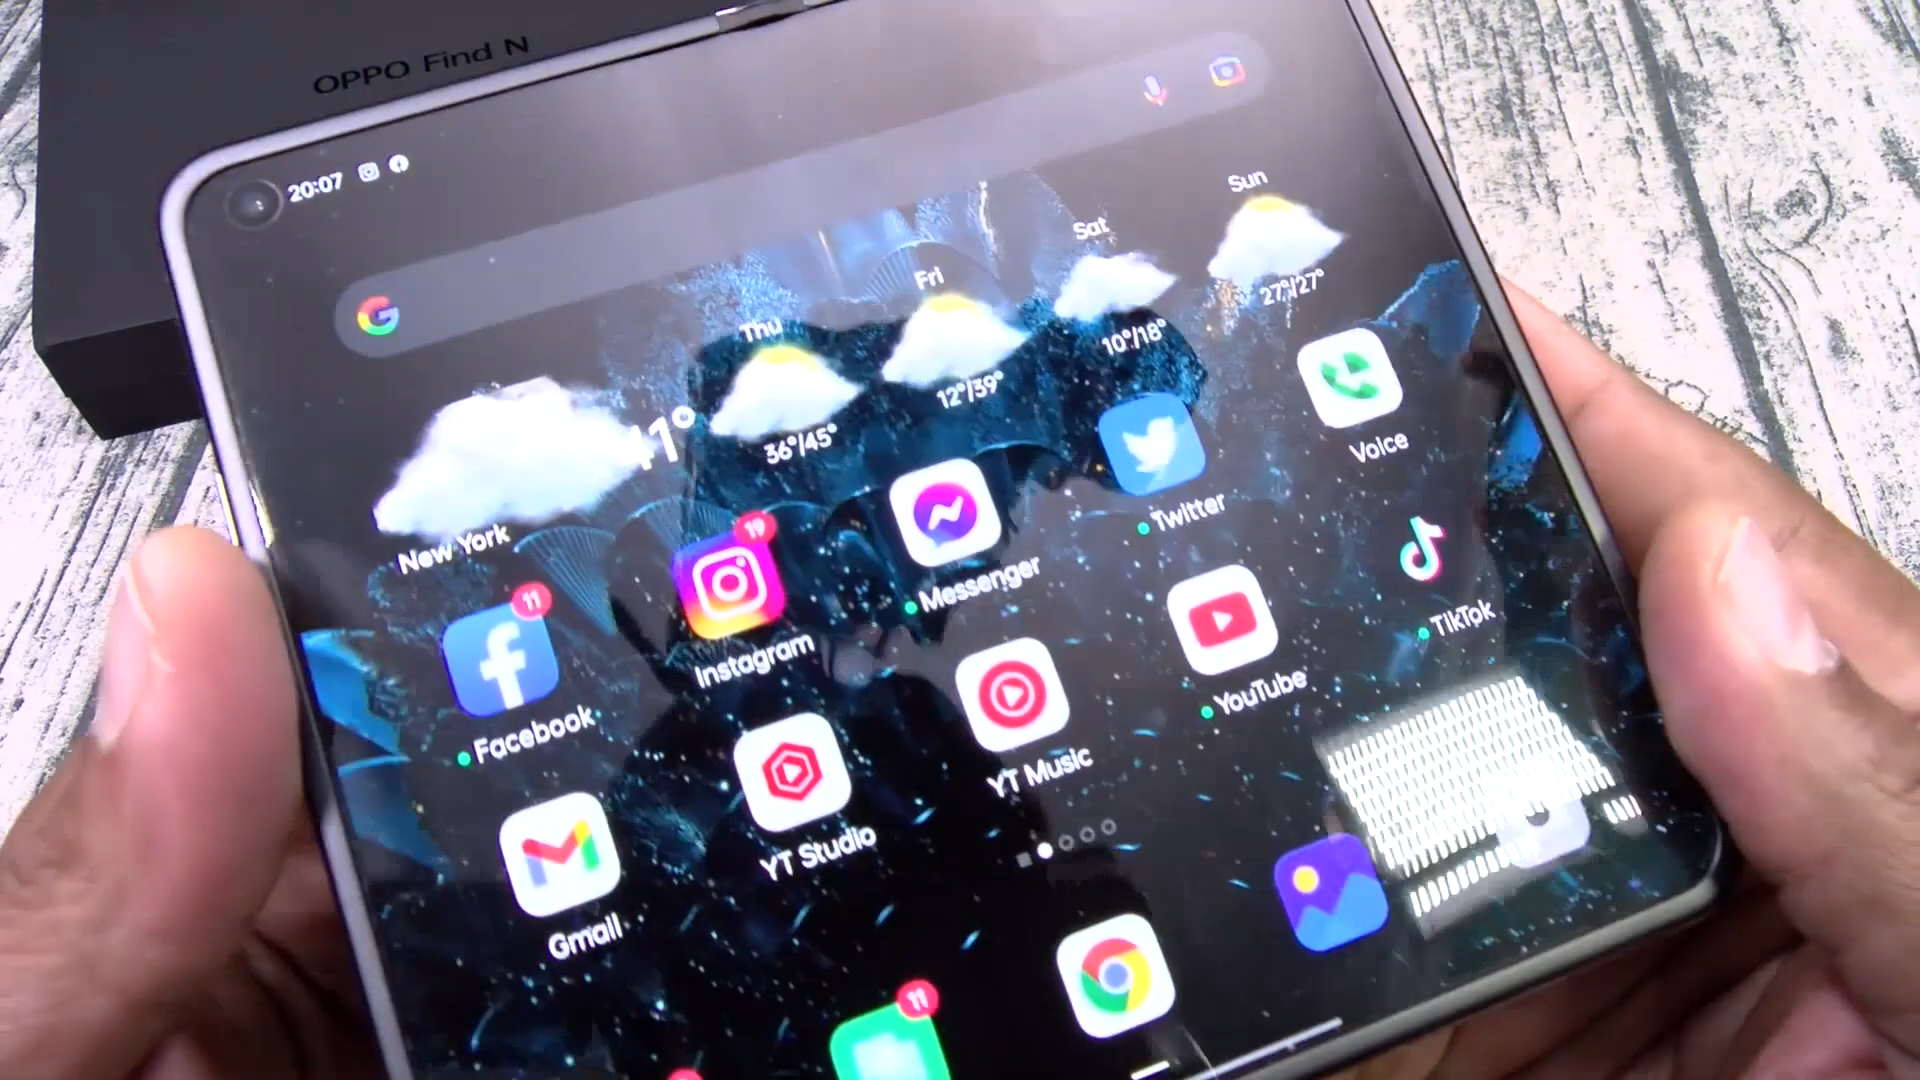 OPPO Find N
20:07
Sun
27°/27°
Sat
10°/18°
Fri
12°/39°
Thu
36°/45°
41°
New York
11
Facebook
19
Instagram
Messenger
Twitter
Voice
Gmail
YT Studio
YT Music
YouTube
TikTok
11